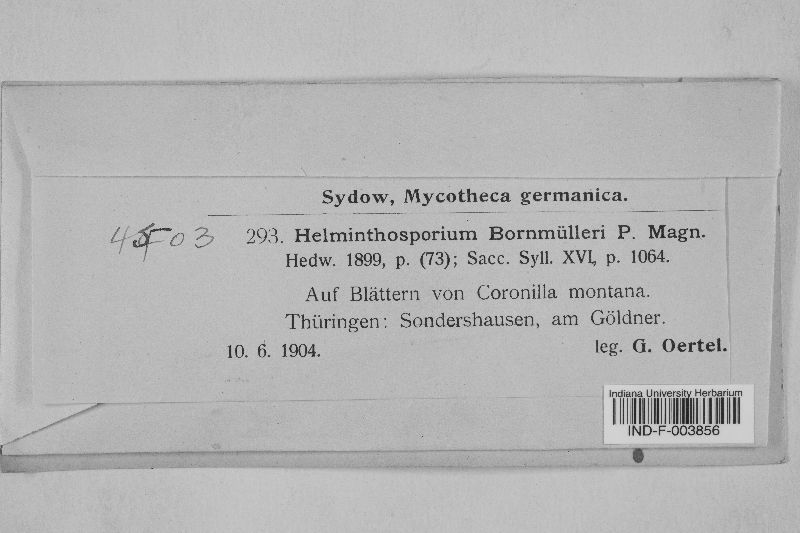 Sydow, Mycotheca germanica.
293. Helminthosporium Bornmülleri P. Magn.
Hedw. 1899, p. (73); Sacc. Syll. XVI, p. 1064.
Auf Blättern von Coronilla montana.
Thüringen: Sondershausen, am Göldner.
10. 6. 1904. leg. G. Oertel.
Indiana University Herbarium
IND-F-003856